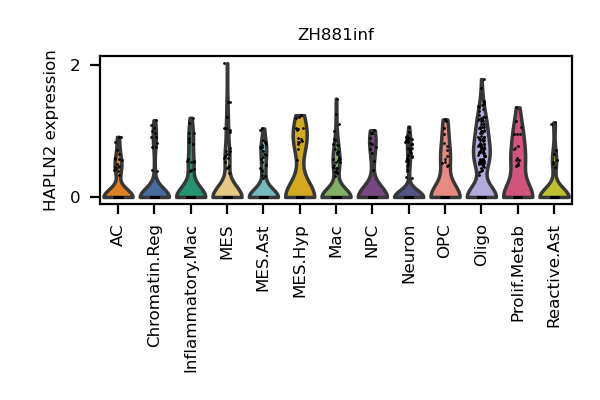 ZH881inf
HAPLN2 expression
2
0
AC
Chromatin.Reg
Inflammatory.Mac
MES
MES.Ast
MES.Hyp
Mac
NPC
Neuron
OPC
Oligo
Prolif.Metab
Reactive.Ast